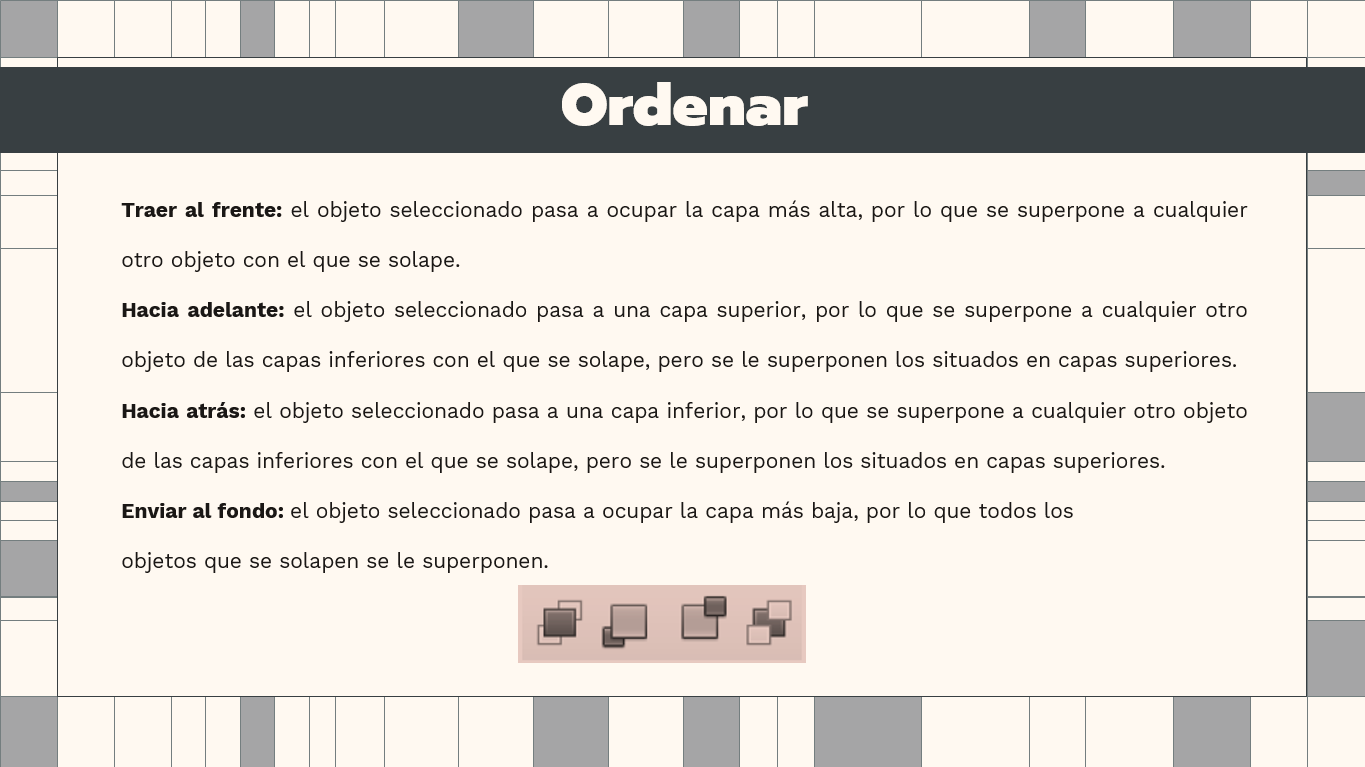 Ordenar
Traer al frente: el objeto seleccionado pasa a ocupar la capa más alta, por lo que se superpone a cualquier
otro objeto con el que se solape.
Hacia adelante: el objeto seleccionado pasa a una capa superior, por lo que se superpone a cualquier otro
objeto de las capas inferiores con el que se solape, pero se le superponen los situados en capas superiores.
Hacia atrás: el objeto seleccionado pasa a una capa inferior, por lo que se superpone a cualquier otro objeto
de las capas inferiores con el que se solape, pero se le superponen los situados en capas superiores.
Enviar al fondo: el objeto seleccionado pasa a ocupar la capa más baja, por lo que todos los
objetos que se solapen se le superponen.